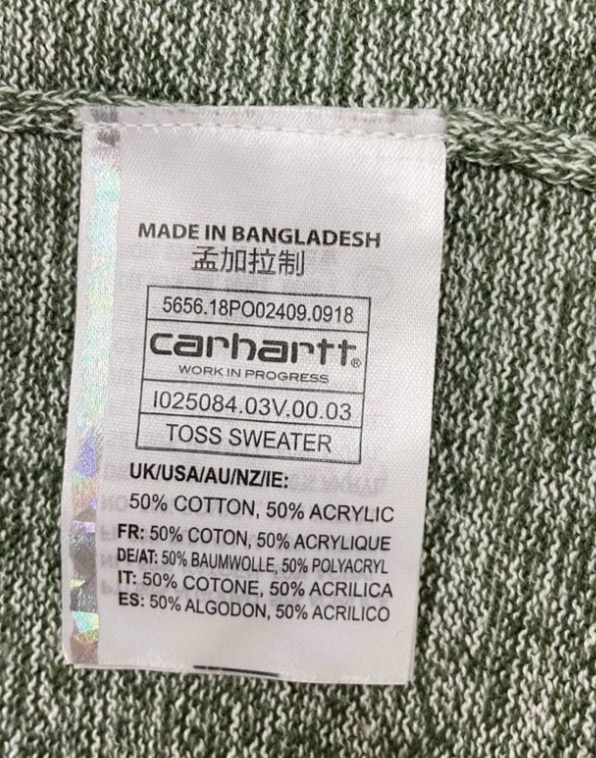 MADE IN BANGLADESH
孟加拉制
5656.18PO02409.0918
carhartt®
WORK IN PROGRESS
I025084.03V.00.03
TOSS SWEATER
UK/USA/AU/NZ/IE:
50% COTTON, 50% ACRYLIC
FR: 50% COTON, 50% ACRYLIQUE
DE/AT: 50% BAUMWOLLE, 50% POLYACRYL
IT: 50% COTONE, 50% ACRILICA
ES: 50% ALGODON, 50% ACRILICO